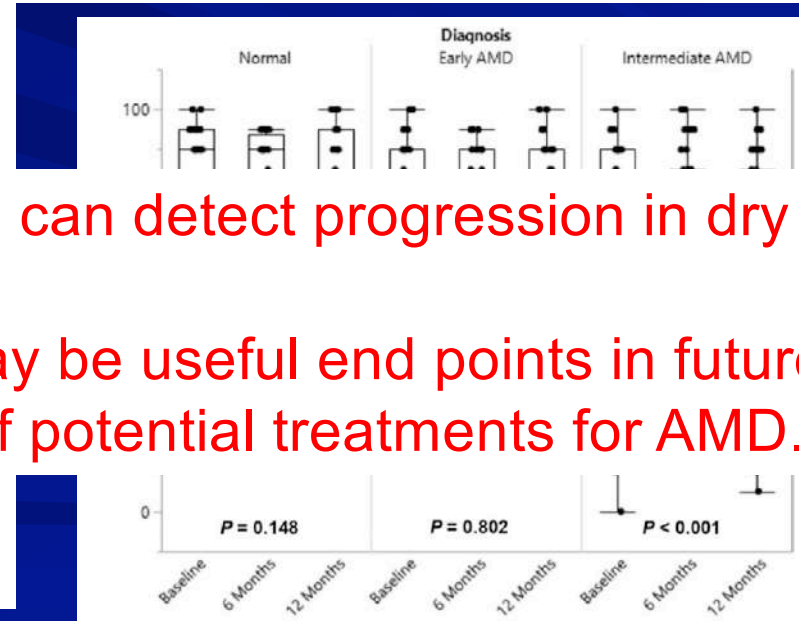 Diagnosis
Normal Early AMD Intermediate AMD
100
can detect progression in dry
ay be useful end points in future
f potential treatments for AMD.
0
P = 0.148 P = 0.802 P < 0.001
Baseline 6 Months 12 Months Baseline 6 Months 12 Months Baseline 6 Months 12 Months